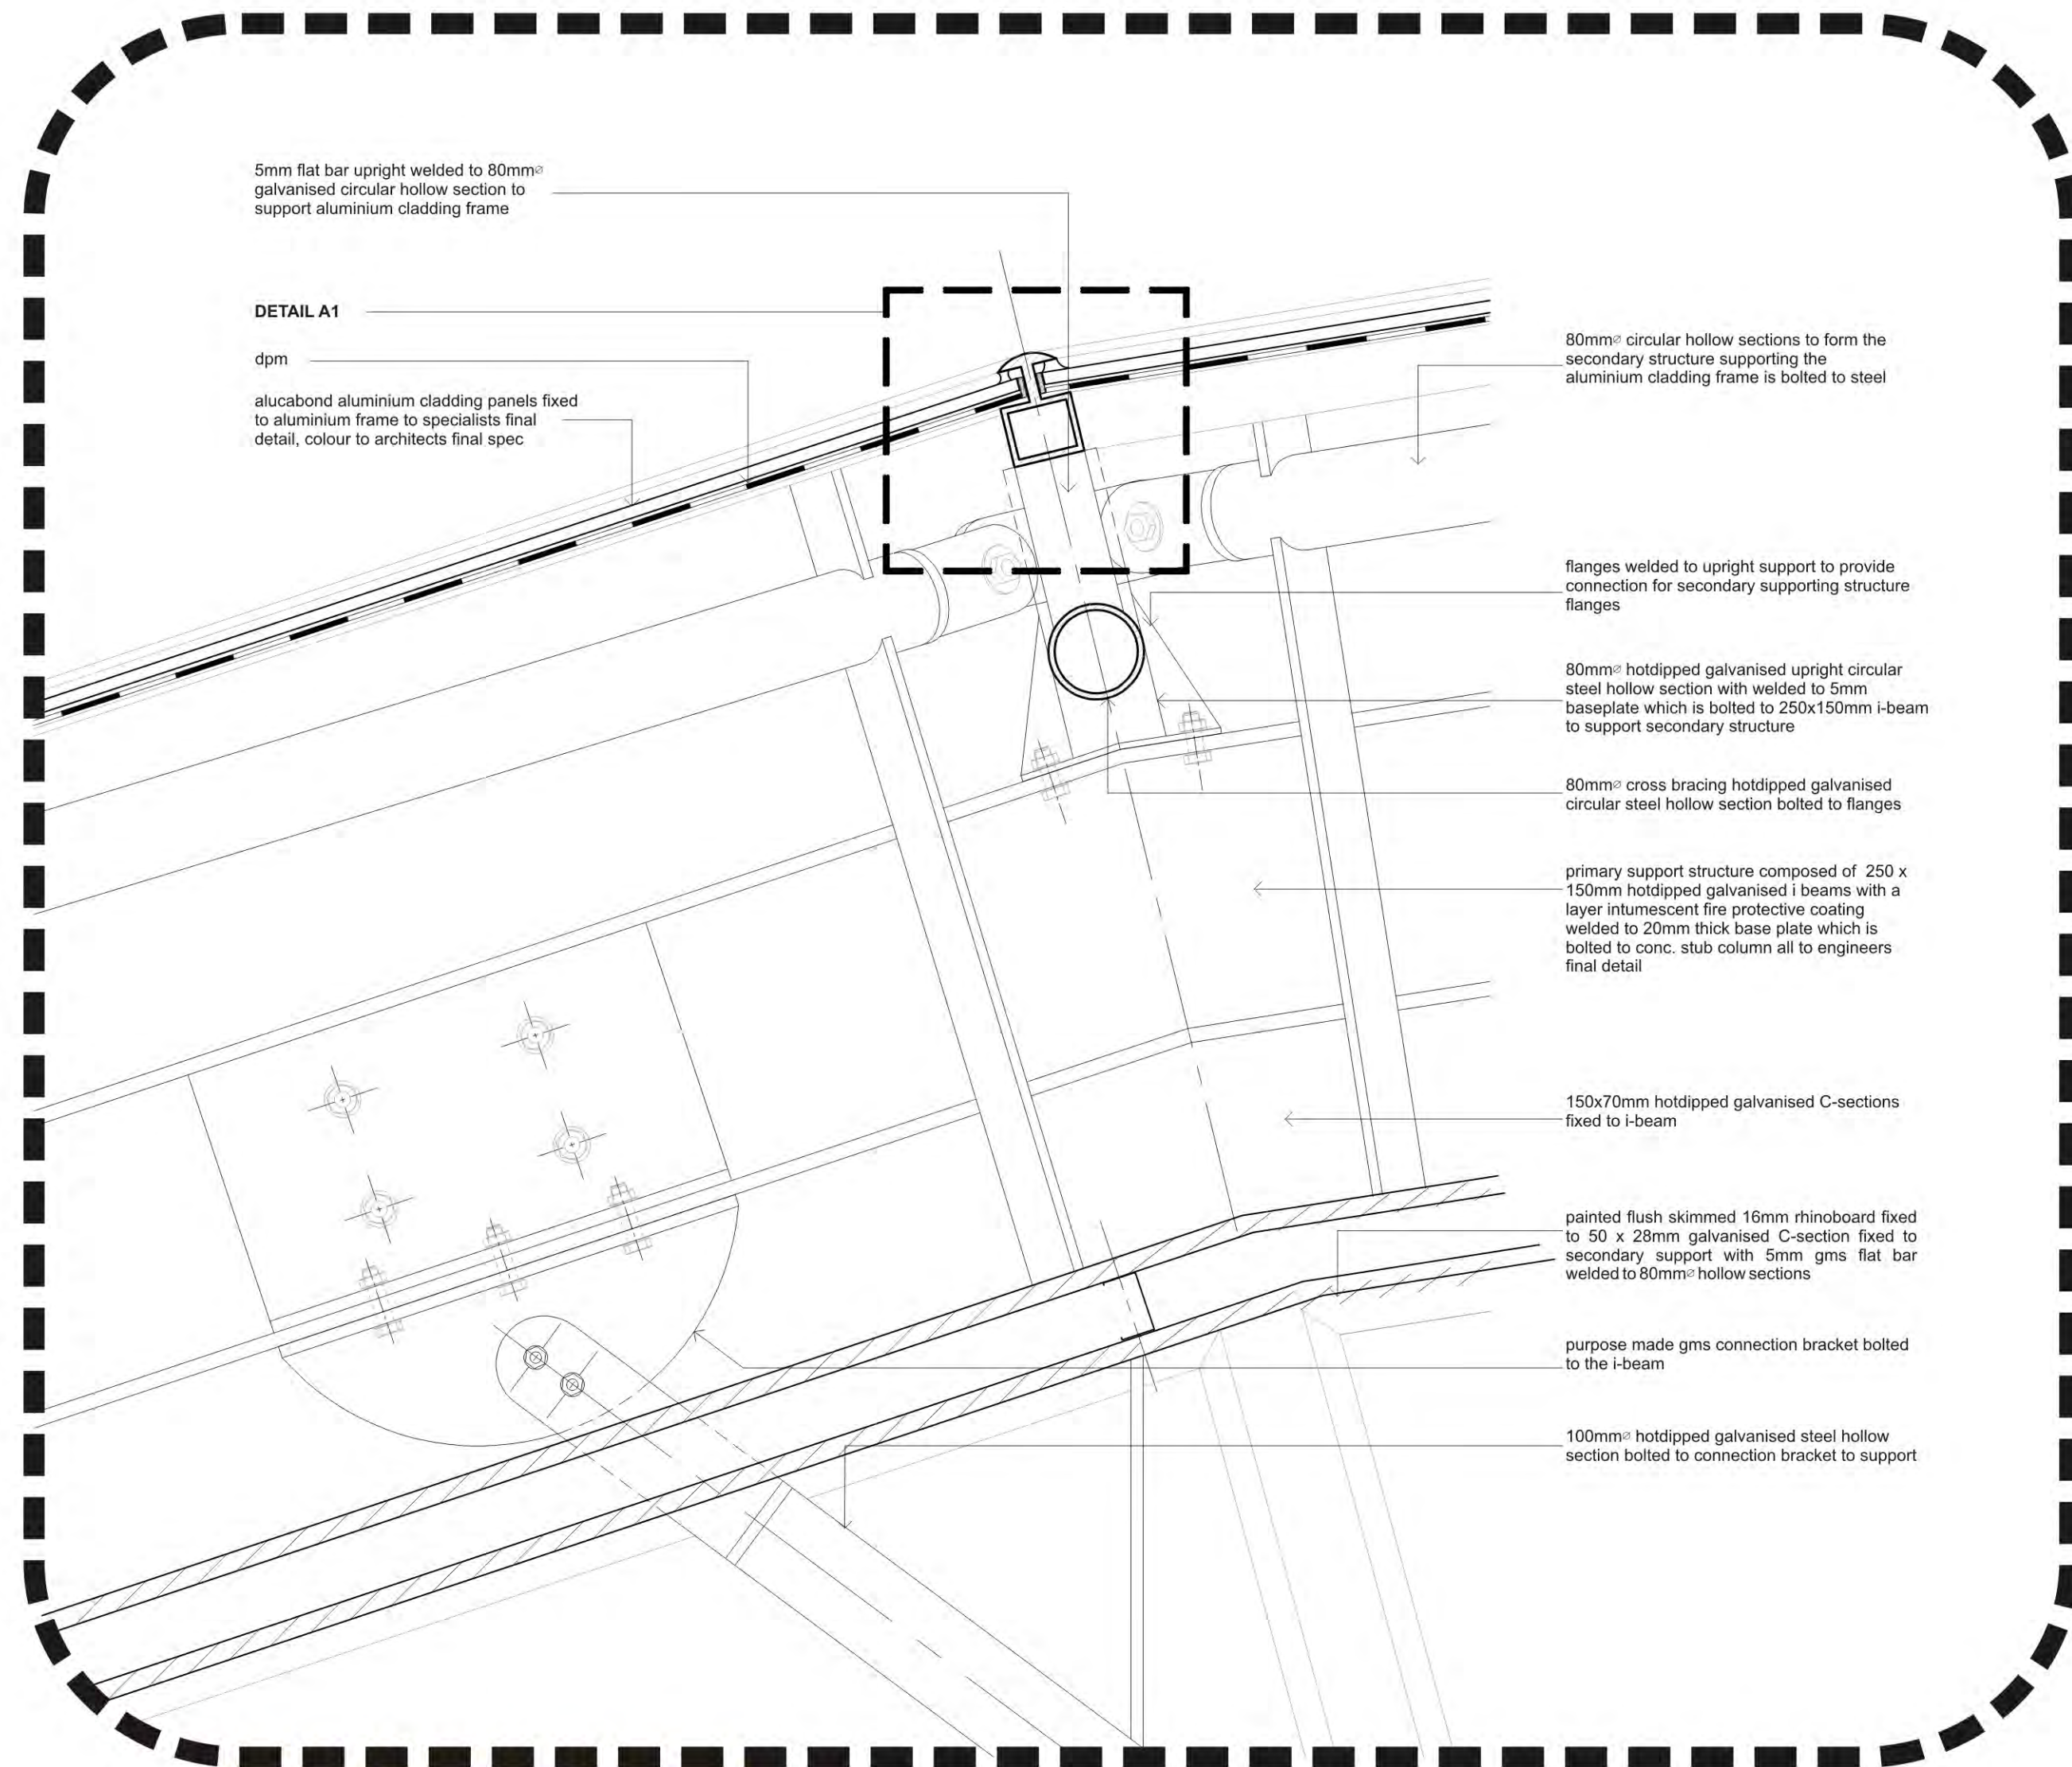 5mm flat bar upright welded to 80mm⌀
galvanised circular hollow section to
support aluminium cladding frame
DETAIL A1
dpm
alucabond aluminium cladding panels fixed
to aluminium frame to specialists final
detail, colour to architects final spec
80mm⌀ circular hollow sections to form the
secondary structure supporting the
aluminium cladding frame is bolted to steel
flanges welded to upright support to provide
connection for secondary supporting structure
flanges
80mm⌀ hotdipped galvanised upright circular
steel hollow section with welded to 5mm
baseplate which is bolted to 250x150mm i-beam
to support secondary structure
80mm⌀ cross bracing hotdipped galvanised
circular steel hollow section bolted to flanges
primary support structure composed of 250 x
150mm hotdipped galvanised i beams with a
layer intumescent fire protective coating
welded to 20mm thick base plate which is
bolted to conc. stub column all to engineers
final detail
150x70mm hotdipped galvanised C-sections
fixed to i-beam
painted flush skimmed 16mm rhinoboard fixed
to 50 x 28mm galvanised C-section fixed to
secondary support with 5mm gms flat bar
welded to 80mm⌀ hollow sections
purpose made gms connection bracket bolted
to the i-beam
100mm⌀ hotdipped galvanised steel hollow
section bolted to connection bracket to support